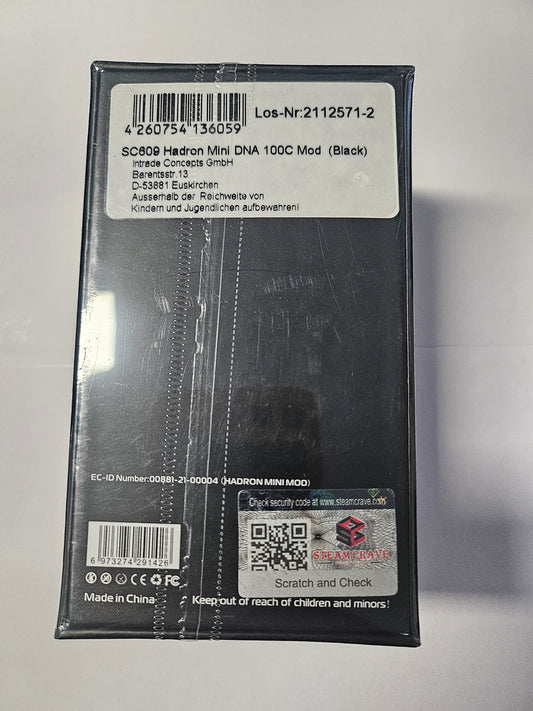 4 260754 136059
Los-Nr:2112571-2
SC609 Hadron Mini DNA 100C Mod (Black)
Intrade Concepts GmbH
Barentsstr.13
D-53881 Euskirchen
Ausserhalb der Reichweite von
Kindern und Jugendlichen aufbewahren!
EC-ID Number:00881-21-00004 (HADRON MINI MOD)
Check security code at www.steamcrave.com
STEAM CRAVE
Scratch and Check
6 973274 291426
Made in China
Keep out of reach of children and minors!